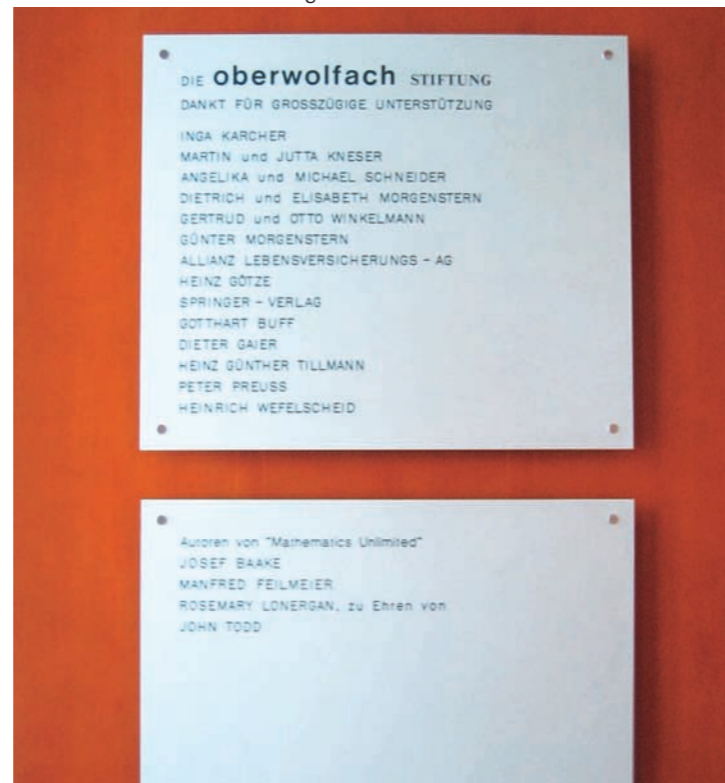 DIE oberwolfach STIFTUNG
DANKT FÜR GROSSZÜGIGE UNTERSTÜTZUNG
INGA KARCHER
MARTIN und JUTTA KNESER
ANGELIKA und MICHAEL SCHNEIDER
DIETRICH und ELISABETH MORGENSTERN
GERTRUD und OTTO WINKELMANN
GÜNTER MORGENSTERN
ALLIANZ LEBENSVERSICHERUNGS - AG
HEINZ GÖTZE
SPRINGER - VERLAG
GOTTHART BUFF
DIETER GAIER
HEINZ GÜNTHER TILLMANN
PETER PREUSS
HEINRICH WEFELSCHEID
Autoren von "Mathematics Unlimited"
JOSEF BAAKE
MANFRED FEILMEIER
ROSEMARY LONERGAN, zu Ehren von
JOHN TODD